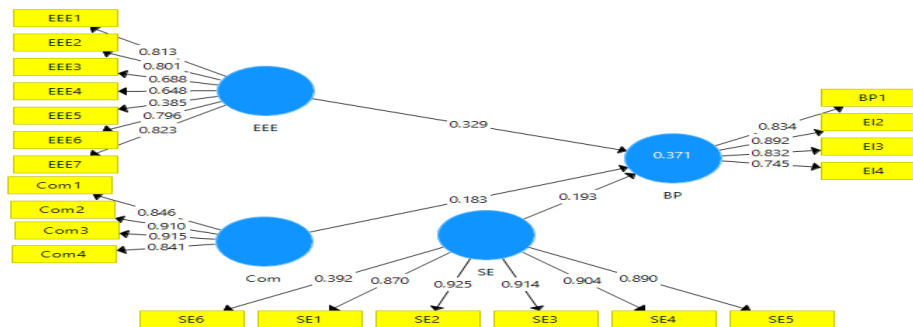 EEE1
EEE2
EEE3
EEE4
EEE5
EEE6
EEE7
0.813
0.801
0.688
0.648
0.385
0.796
0.823
EEE
0.329
Com1
Com2
Com3
Com4
0.846
0.910
0.915
0.841
Com
0.183
0.193
SE
0.392
0.870
0.925
0.914
0.904
0.890
SE6
SE1
SE2
SE3
SE4
SE5
0.371
BP
0.834
0.892
0.832
0.745
BP1
EI2
EI3
EI4